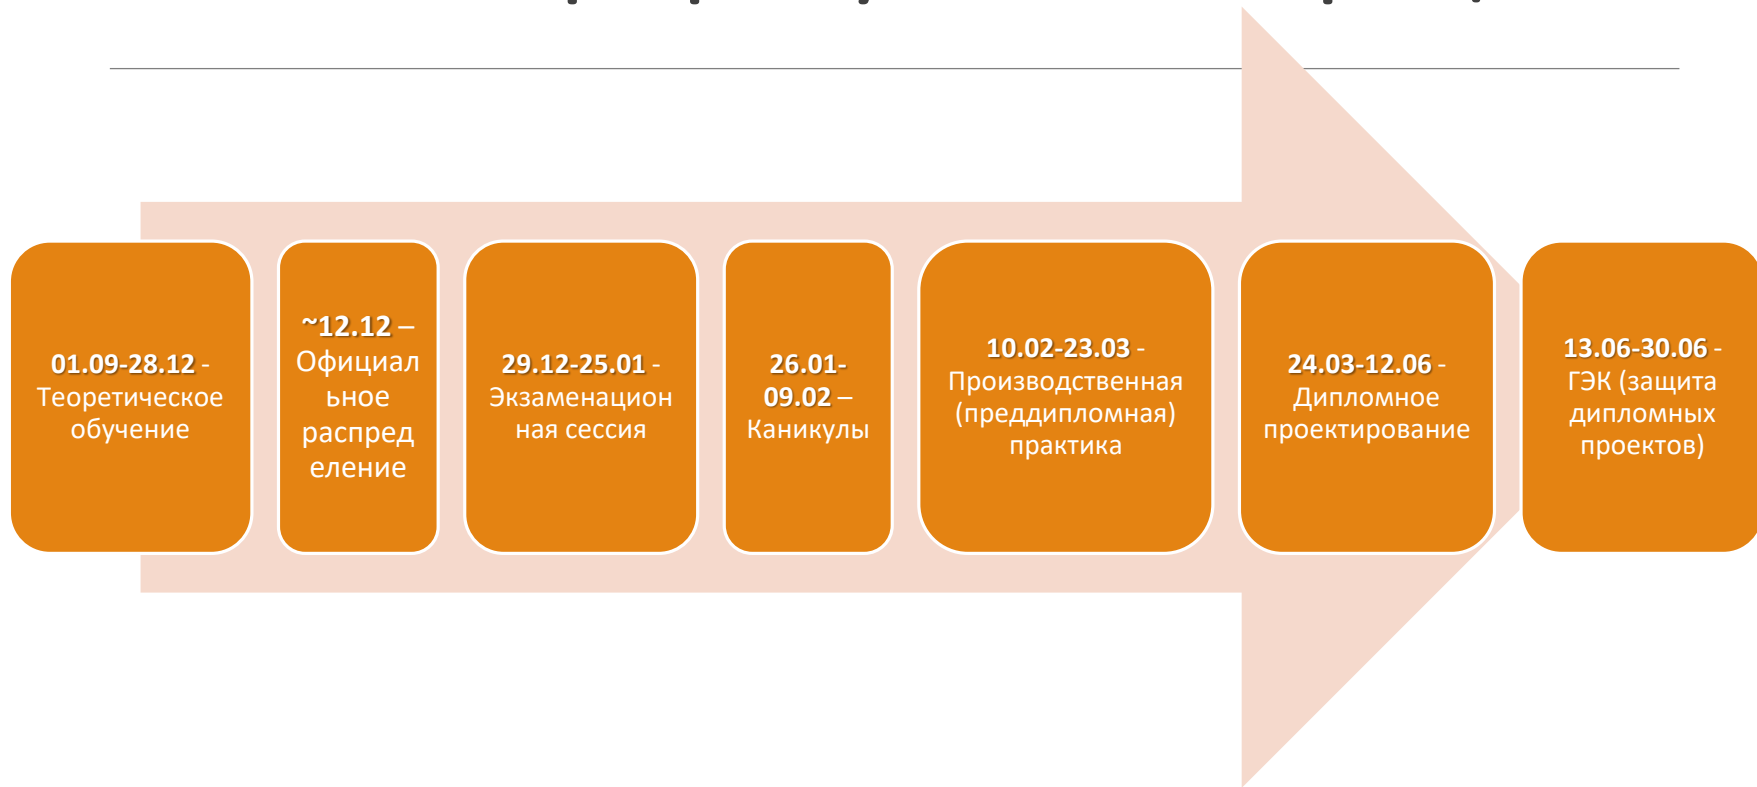 01.09-28.12 -
Теоретическое
обучение
~12.12 –
Официал
ьное
распред
еление
29.12-25.01 -
Экзаменацион
ная сессия
26.01-
09.02 –
Каникулы
10.02-23.03 -
Производственная
(преддипломная)
практика
24.03-12.06 -
Дипломное
проектирование
13.06-30.06 -
ГЭК (защита
дипломных
проектов)